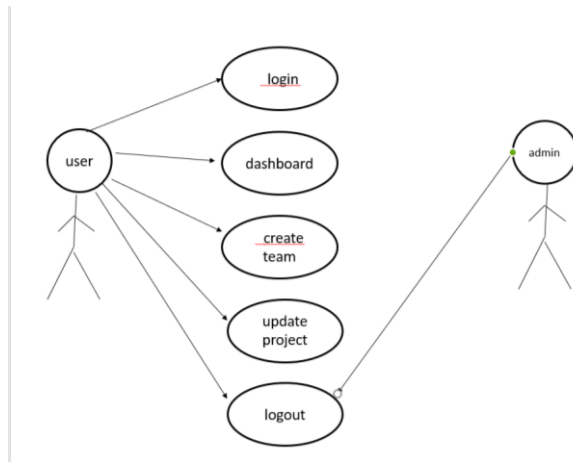 login
user
admin
dashboard
create
team
update
project
logout